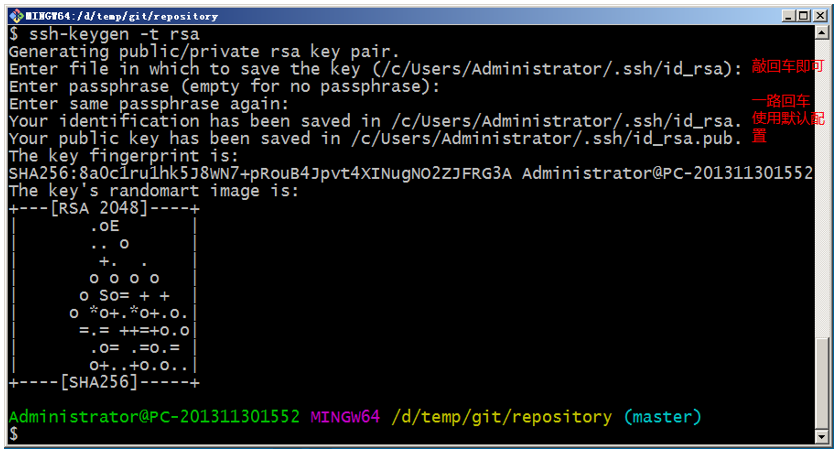 MINGW64:/d/temp/git/repository
$ ssh-keygen -t rsa
Generating public/private rsa key pair.
Enter file in which to save the key (/c/Users/Administrator/.ssh/id_rsa): 敲回车即可
Enter passphrase (empty for no passphrase):
Enter same passphrase again: 一路回车
Your identification has been saved in /c/Users/Administrator/.ssh/id_rsa. 使用默认配
Your public key has been saved in /c/Users/Administrator/.ssh/id_rsa.pub. 置
The key fingerprint is:
SHA256:8a0c1ru1hk5J8WN7+pRouB4Jpvt4XINugNO2ZJFRG3A Administrator@PC-201311301552
The key's randomart image is:
+---[RSA 2048]----+
|       .oE       |
|       .. o      |
|        +.  .    |
|       o o o o   |
|      o So= + +  |
|     o *o+.*o+.o.|
|      =.= ++=+o.o|
|       .o= .=o.= |
|       o+..+o.o..|
+----[SHA256]-----+
Administrator@PC-201311301552 MINGW64 /d/temp/git/repository (master)
$